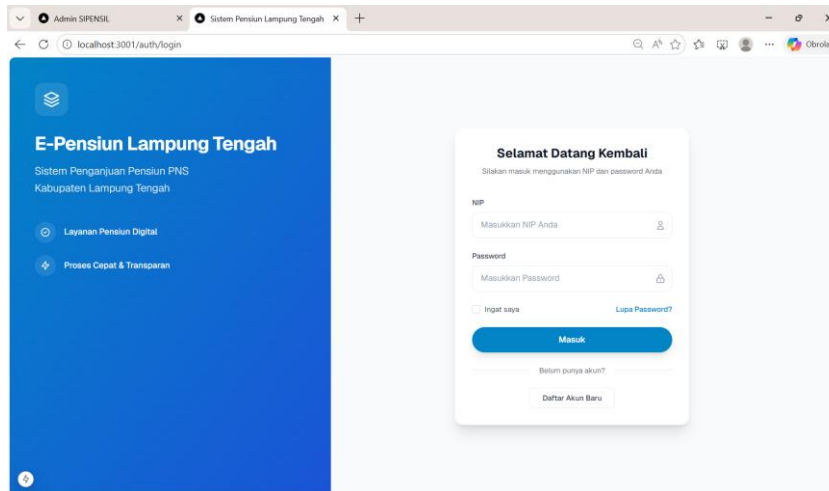 Admin SIPENSIL
Sistem Pensiun Lampung Tengah
localhost:3001/auth/login
Obrola
E-Pensiun Lampung Tengah
Sistem Penganjuan Pensiun PNS
Kabupaten Lampung Tengah
Layanan Pensiun Digital
Proses Cepat & Transparan
Selamat Datang Kembali
Silakan masuk menggunakan NIP dan password Anda
NIP
Masukkan NIP Anda
Password
Masukkan Password
Ingat saya
Lupa Password?
Masuk
Belum punya akun?
Daftar Akun Baru